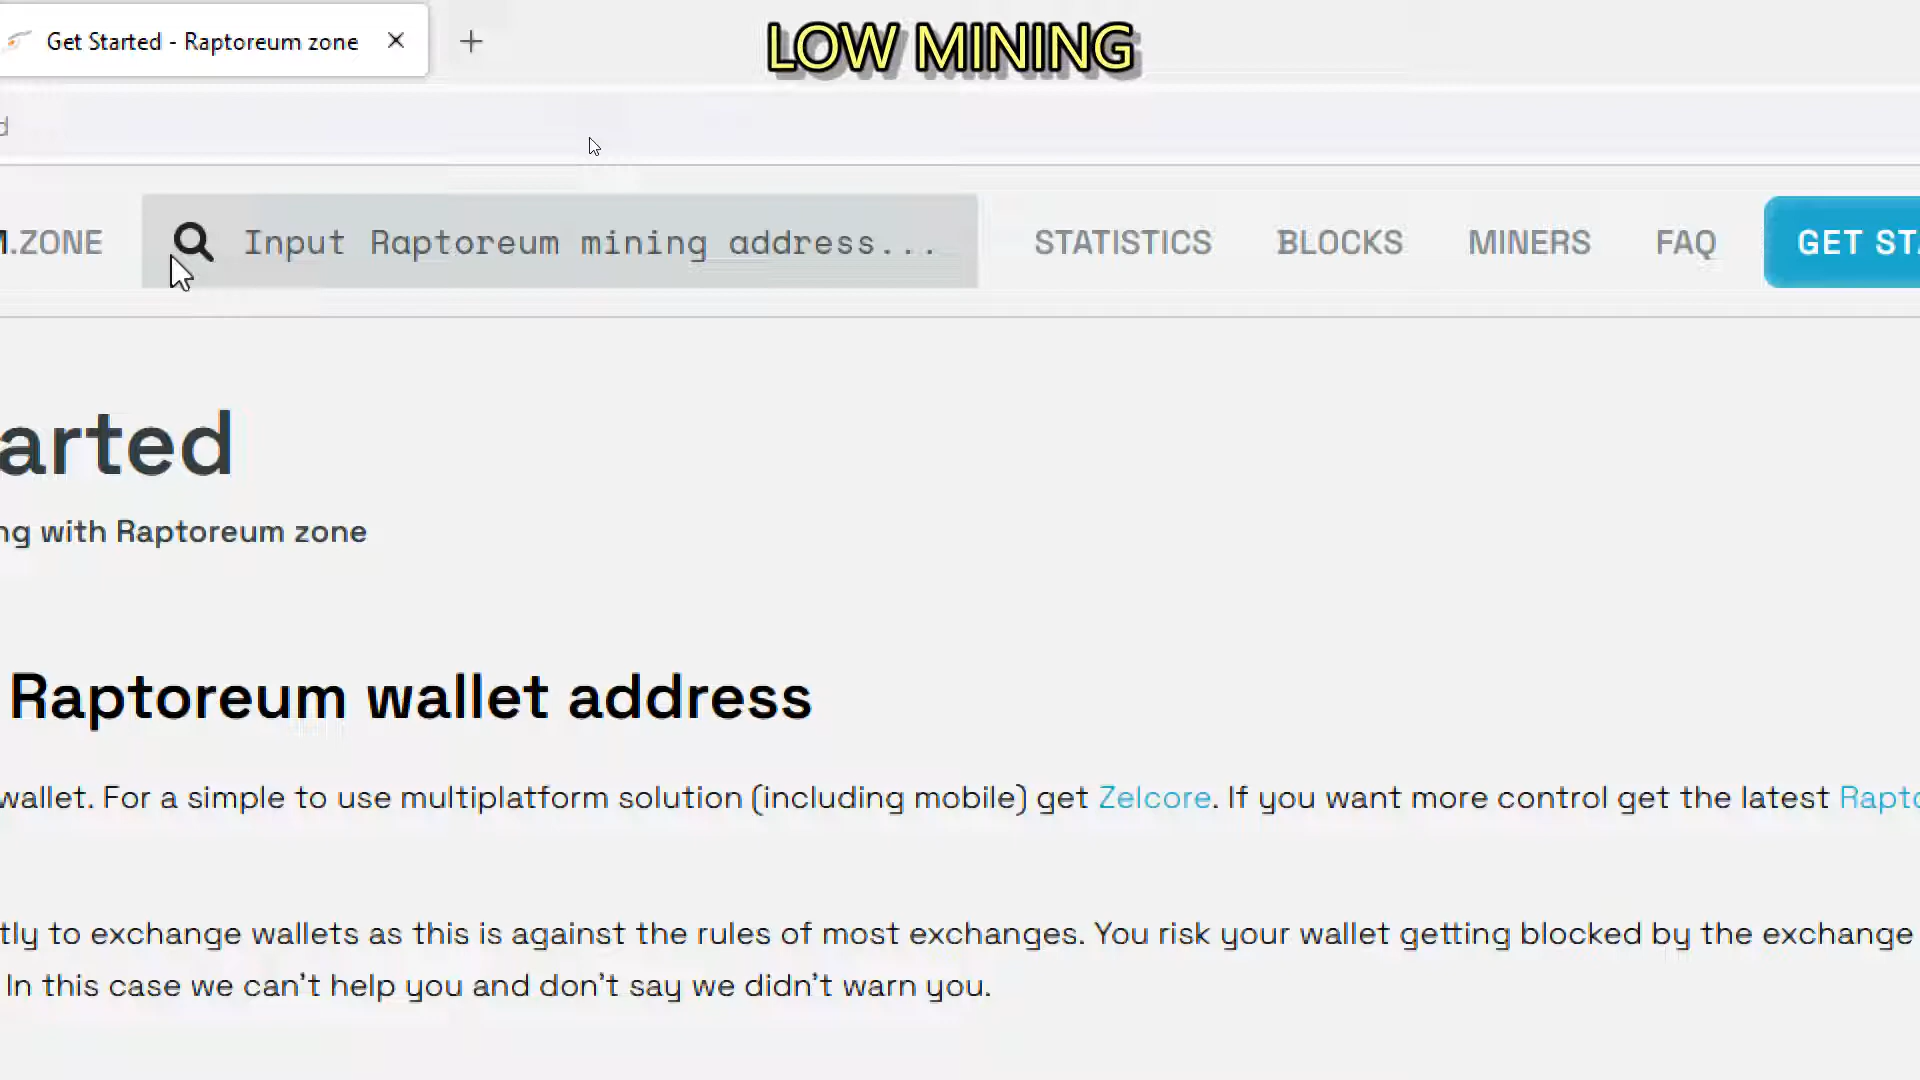 Get Started - Raptoreum zone
LOW MINING
d
.ZONE
Input Raptoreum mining address...
STATISTICS
BLOCKS
MINERS
FAQ
GET ST
arted
ng with Raptoreum zone
Raptoreum wallet address
wallet. For a simple to use multiplatform solution (including mobile) get Zelcore. If you want more control get the latest Rapto
tly to exchange wallets as this is against the rules of most exchanges. You risk your wallet getting blocked by the exchange
In this case we can't help you and don't say we didn't warn you.